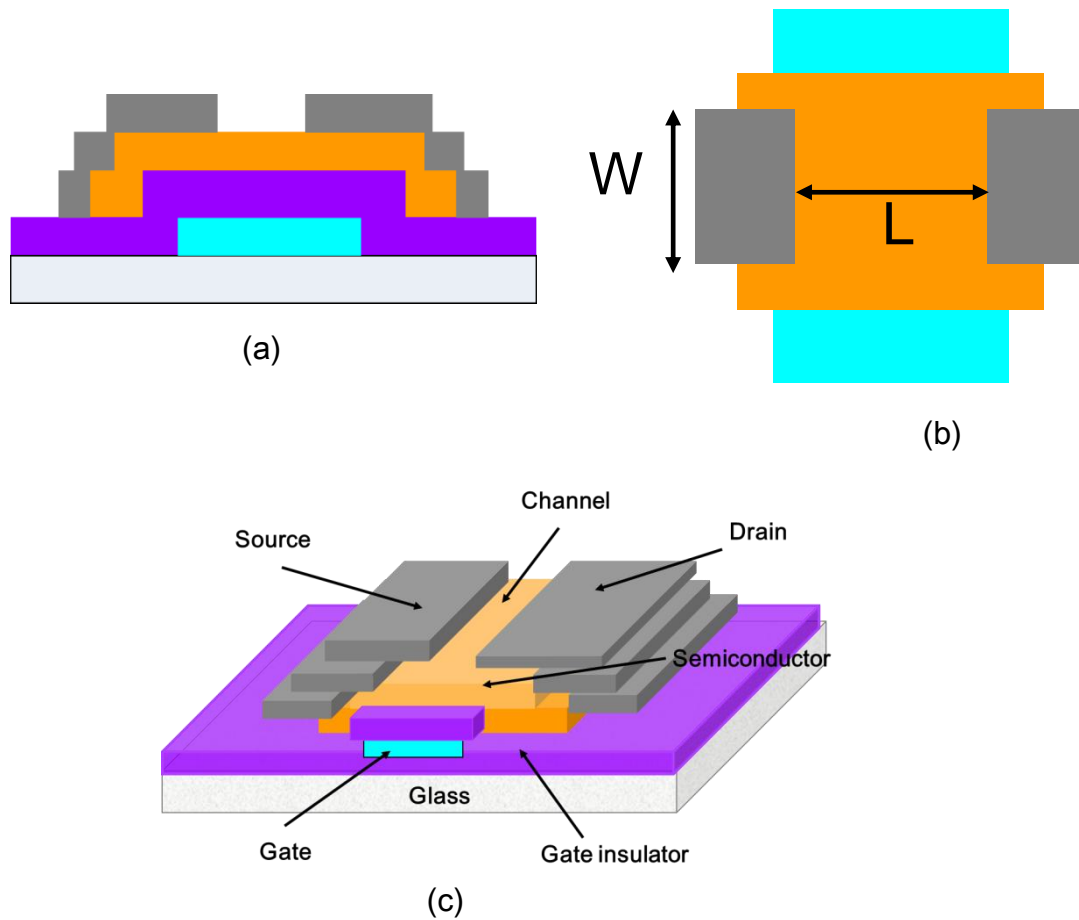 W
L
(a)
(b)
Channel
Source
Drain
Semiconductor
Glass
Gate
Gate insulator
(c)